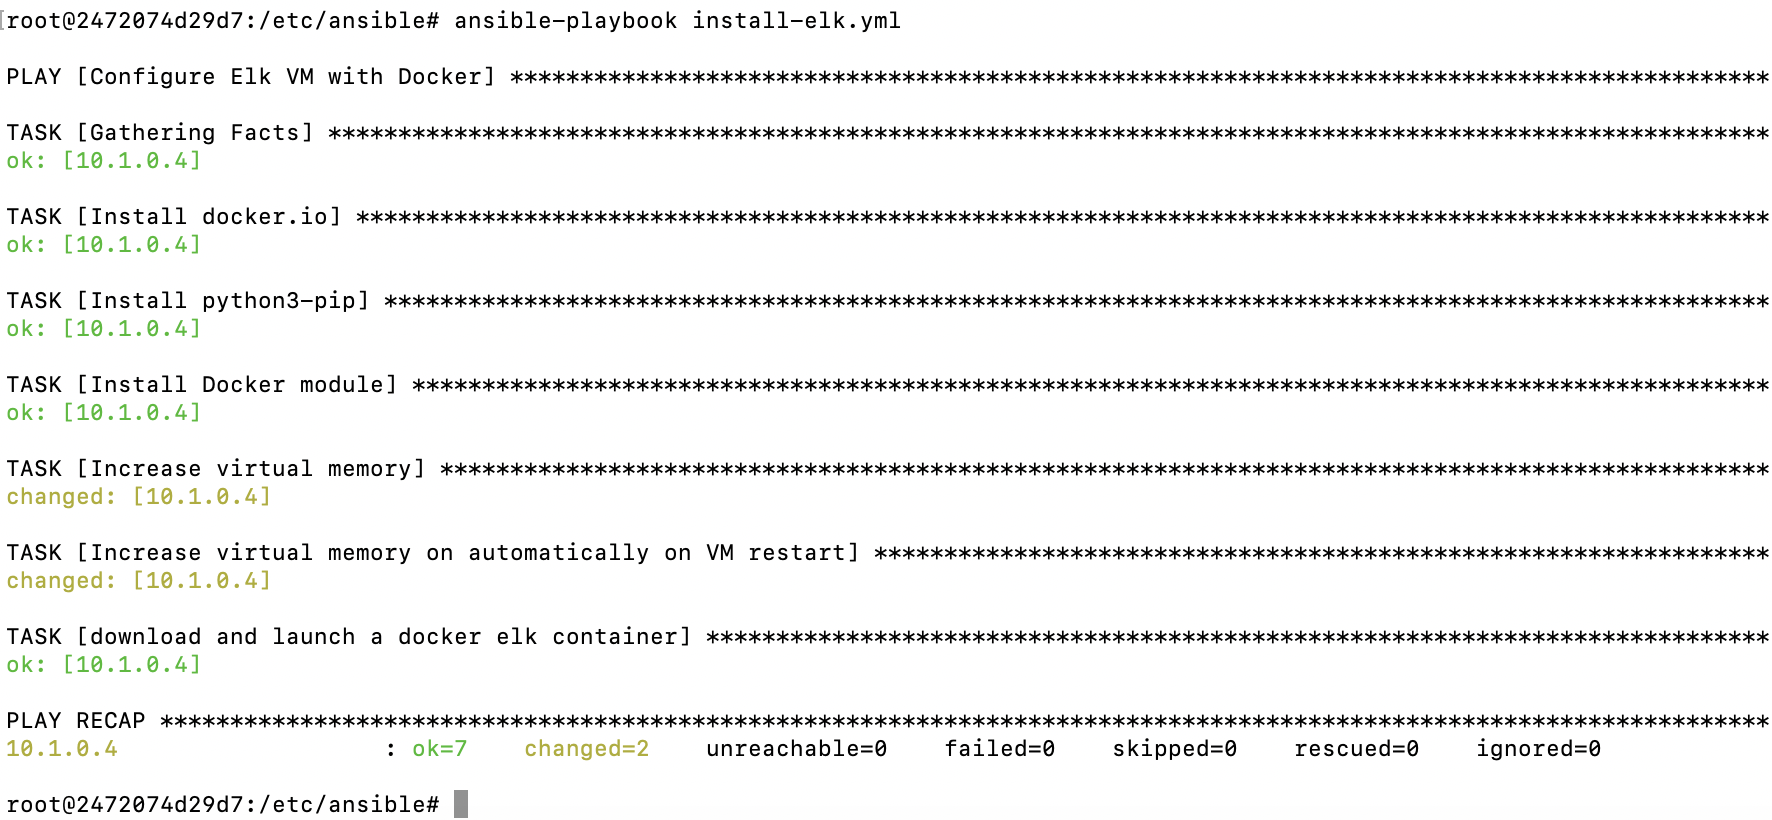 root@2472074d29d7:/etc/ansible# ansible-playbook install-elk.yml
PLAY [Configure Elk VM with Docker] ******************************************************************************************
TASK [Gathering Facts] *******************************************************************************************************
ok: [10.1.0.4]
TASK [Install docker.io] *****************************************************************************************************
ok: [10.1.0.4]
TASK [Install python3-pip] ***************************************************************************************************
ok: [10.1.0.4]
TASK [Install Docker module] *************************************************************************************************
ok: [10.1.0.4]
TASK [Increase virtual memory] ***********************************************************************************************
changed: [10.1.0.4]
TASK [Increase virtual memory on automatically on VM restart] ****************************************************************
changed: [10.1.0.4]
TASK [download and launch a docker elk container] ****************************************************************************
ok: [10.1.0.4]
PLAY RECAP *******************************************************************************************************************
10.1.0.4                   : ok=7    changed=2    unreachable=0    failed=0    skipped=0    rescued=0    ignored=0
root@2472074d29d7:/etc/ansible#